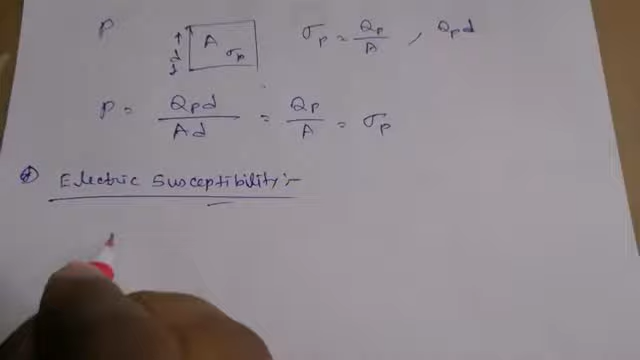 P A σp d σp = Qp/A , Qpd
P = Qpd/Ad = Qp/A = σp
Electric Susceptibility:-